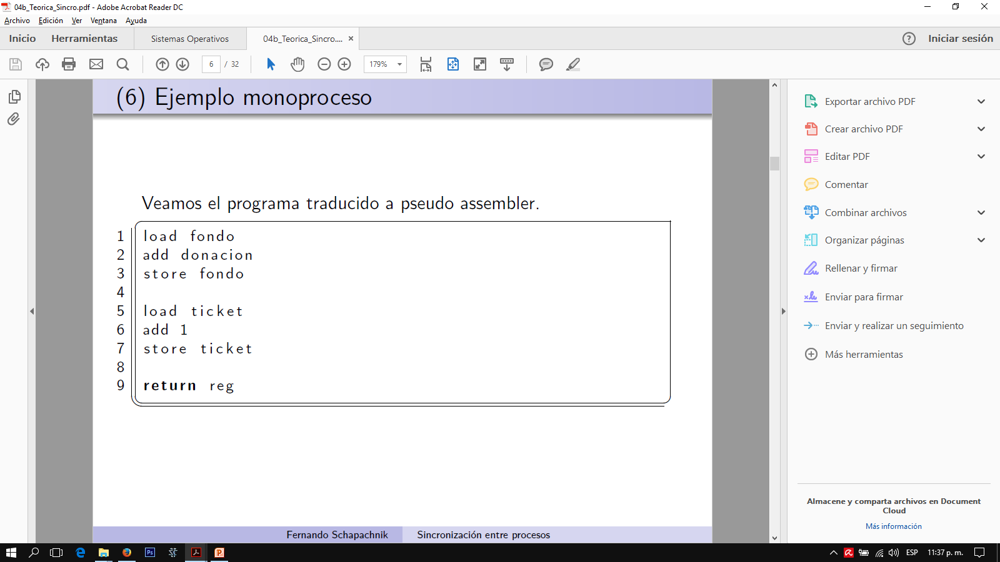 04b_Teorica_Sincro.pdf - Adobe Acrobat Reader DC
Archivo Edición Ver Ventana Ayuda
Inicio Herramientas Sistemas Operativos 04b_Teorica_Sincro.... × ? Iniciar sesión
6 / 32 179%
(6) Ejemplo monoproceso
Veamos el programa traducido a pseudo assembler.
1 load fondo
2 add donacion
3 store fondo
4
5 load ticket
6 add 1
7 store ticket
8
9 return reg
Fernando Schapachnik Sincronización entre procesos
Exportar archivo PDF
Crear archivo PDF
Editar PDF
Comentar
Combinar archivos
Organizar páginas
Rellenar y firmar
Enviar para firmar
Enviar y realizar un seguimiento
Más herramientas
Almacene y comparta archivos en Document
Cloud
Más información
Ps P ESP 11:37 p. m.